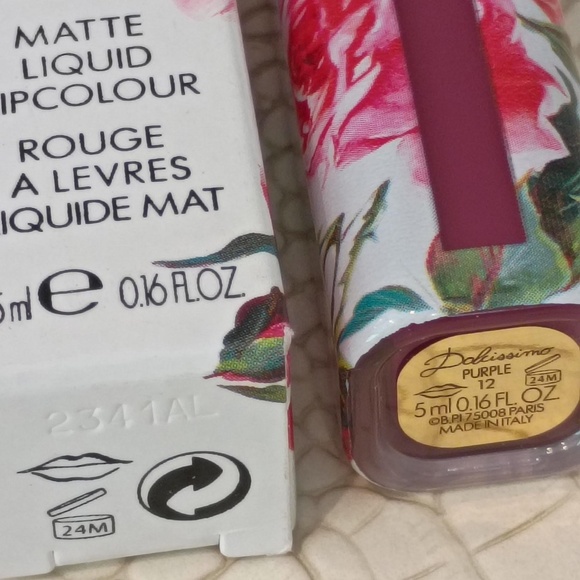 MATTE
LIQUID
IPCOLOUR
ROUGE
A LEVRES
IQUIDE MAT
5ml e 0.16 FL.OZ.
2341AL
24M
Dolcissimo
PURPLE
12
24M
5 ml 0.16 FL. OZ
©B.PI 75008 PARIS
MADE IN ITALY